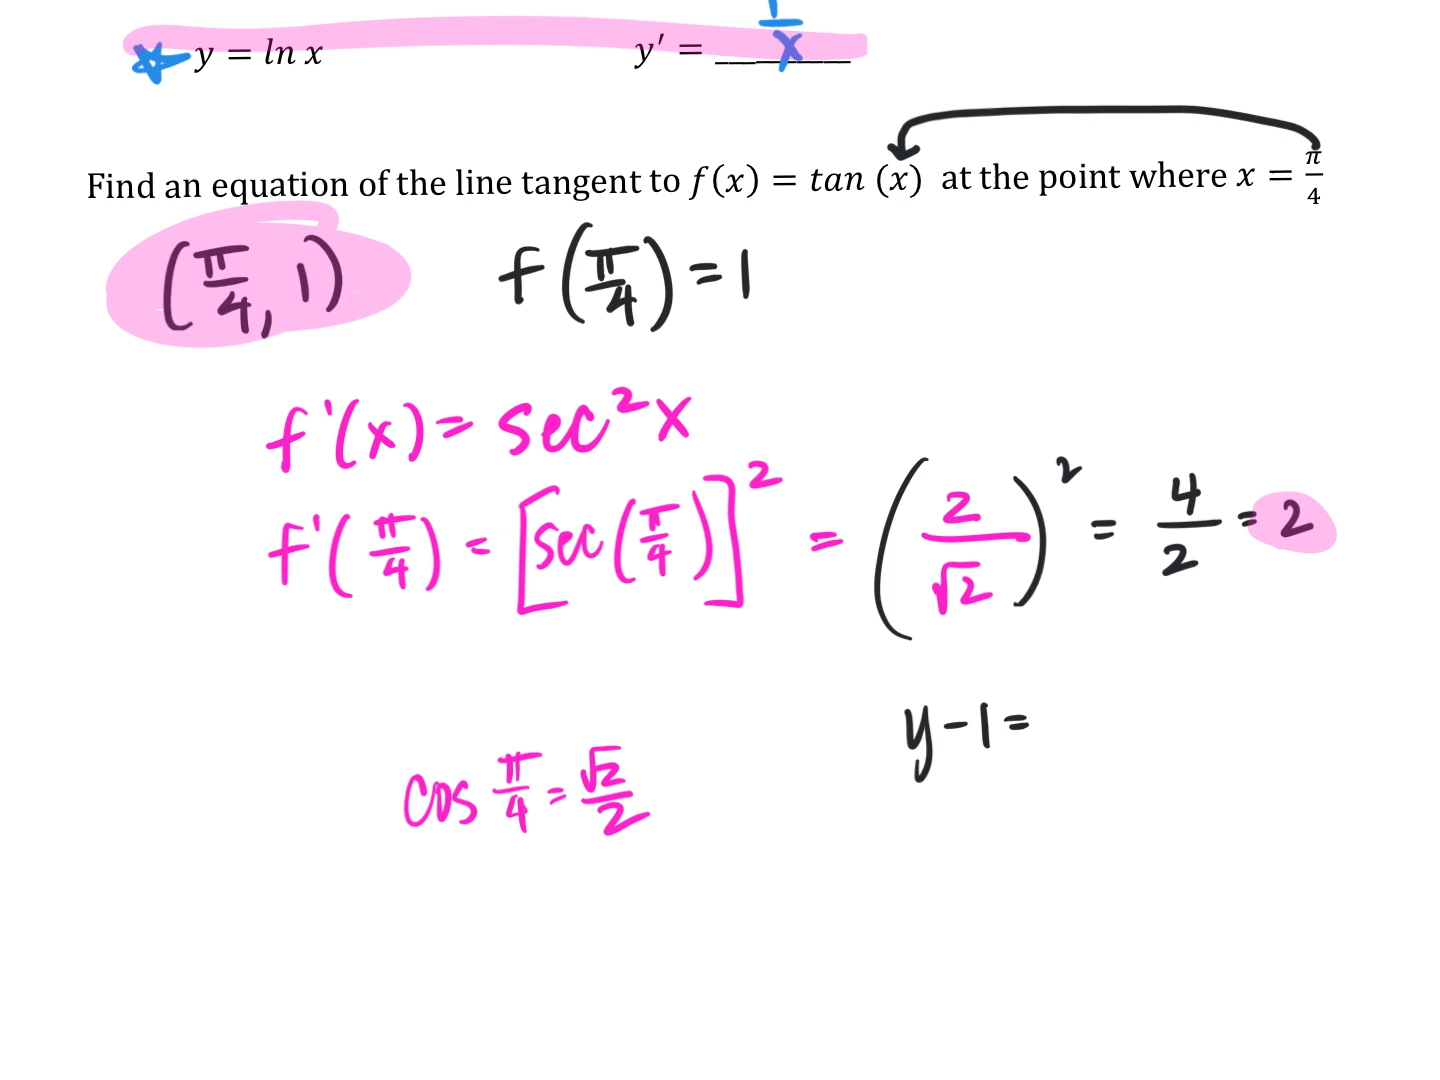 y = ln x y′ = 1/x
Find an equation of the line tangent to f(x) = tan (x) at the point where x = π/4
(π/4, 1) f(π/4) = 1
f'(x) = sec²x
f'(π/4) = [sec(π/4)]² = (2/√2)² = 4/2 = 2
y - 1 =
cos π/4 = √2/2